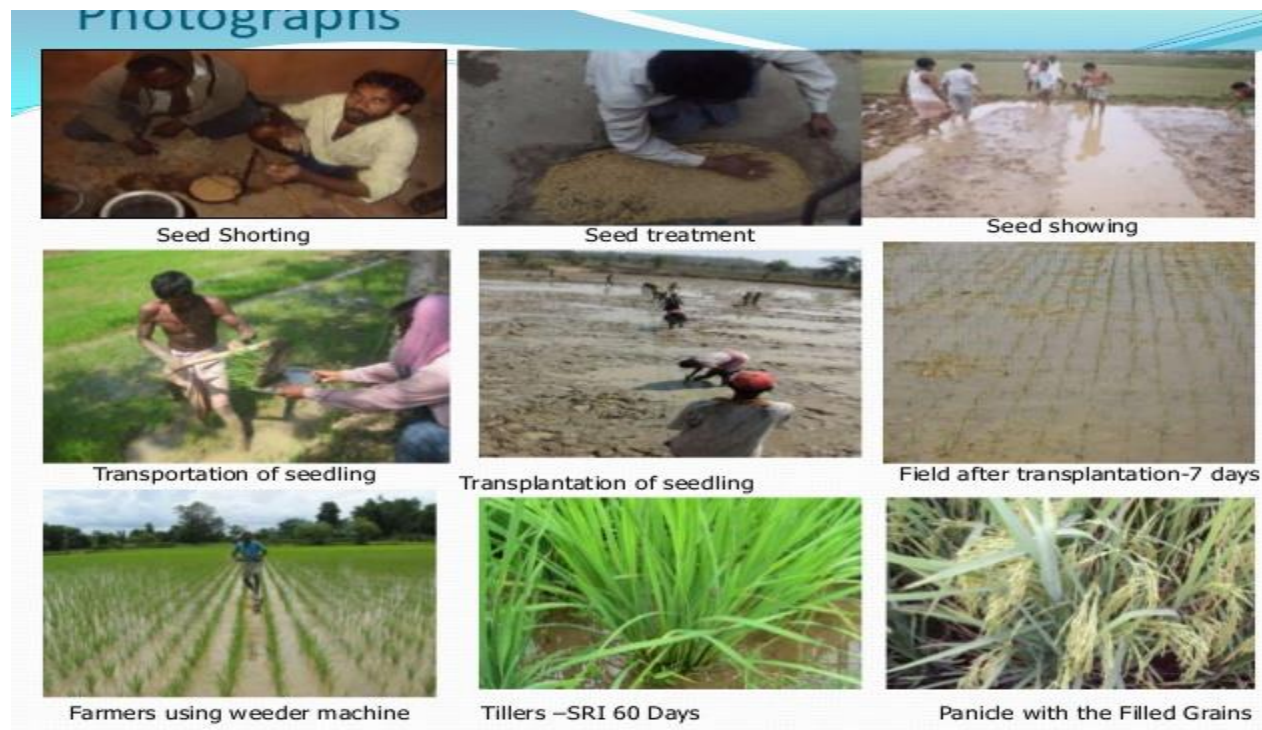 Photographs
Seed Shorting
Seed treatment
Seed showing
Transportation of seedling
Transplantation of seedling
Field after transplantation-7 days
Farmers using weeder machine
Tillers –SRI 60 Days
Panicle with the Filled Grains